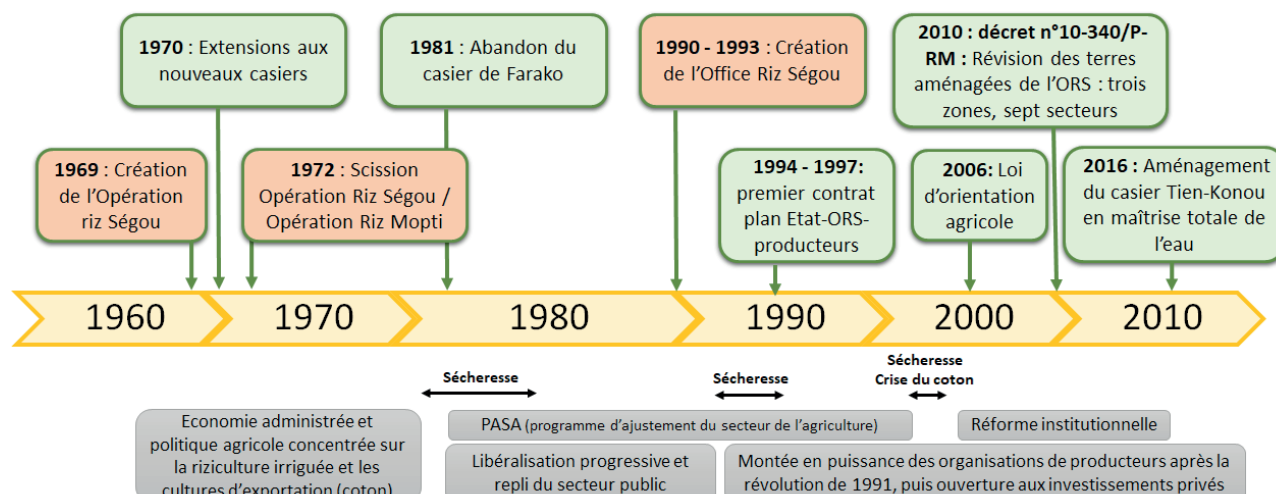 1970 : Extensions aux
nouveaux casiers
1981 : Abandon du
casier de Farako
1990 - 1993 : Création
de l’Office Riz Ségou
2010 : décret n°10-340/P-
RM : Révision des terres
aménagées de l’ORS : trois
zones, sept secteurs
1969 : Création
de l’Opération
riz Ségou
1972 : Scission
Opération Riz Ségou /
Opération Riz Mopti
1994 - 1997:
premier contrat
plan Etat-ORS-
producteurs
2006: Loi
d’orientation
agricole
2016 : Aménagement
du casier Tien-Konou
en maîtrise totale de
l’eau
1960
1970
1980
1990
2000
2010
Sécheresse
Sécheresse
Sécheresse
Crise du coton
Economie administrée et
politique agricole concentrée sur
la riziculture irriguée et les
cultures d’exportation (coton)
PASA (programme d’ajustement du secteur de l’agriculture)
Réforme institutionnelle
Libéralisation progressive et
repli du secteur public
Montée en puissance des organisations de producteurs après la
révolution de 1991, puis ouverture aux investissements privés